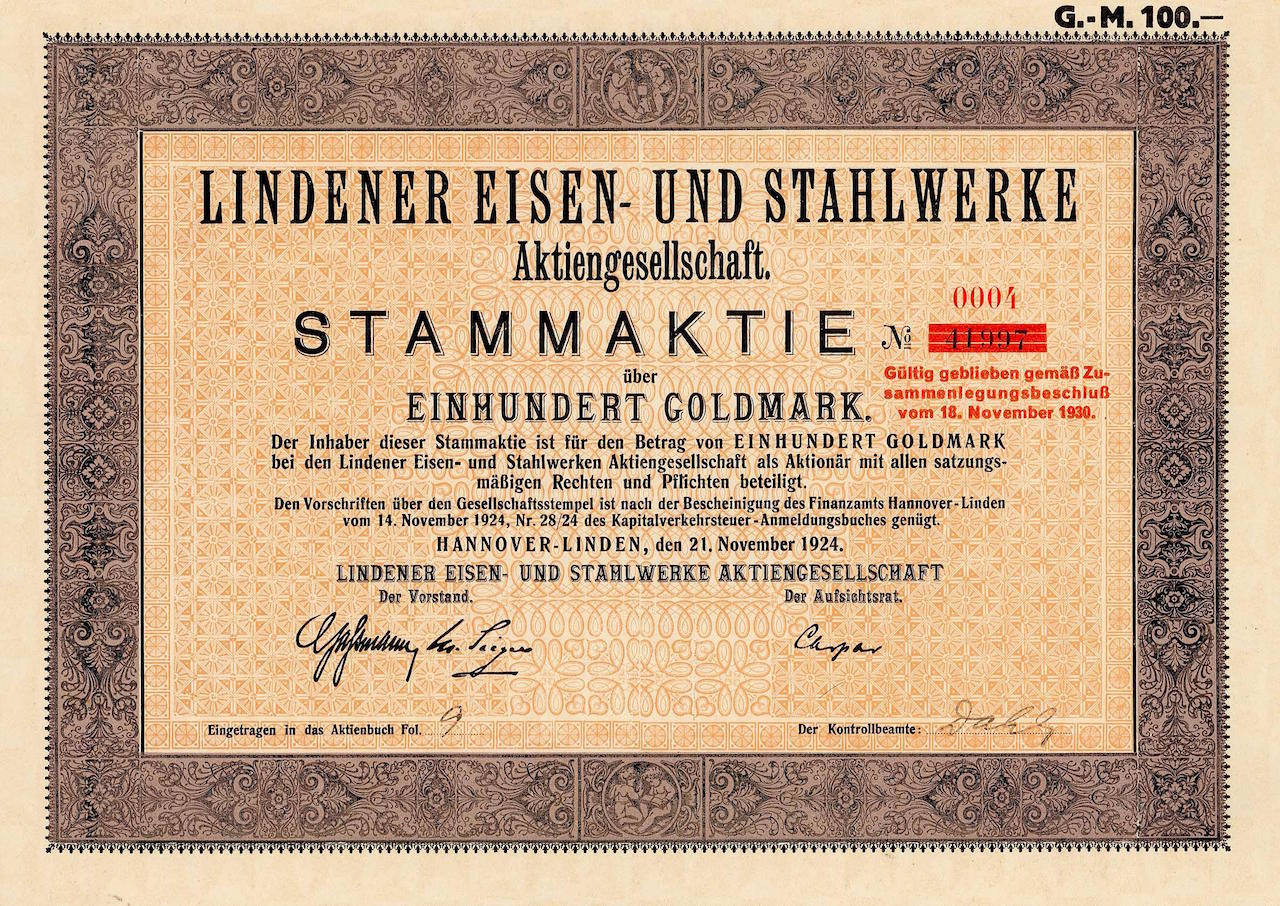 G.-M. 100.—
LINDENER EISEN- UND STAHLWERKE
Aktiengesellschaft.
0004
STAMMAKTIE № 41997
über
Gültig geblieben gemäß Zu-
sammenlegungsbeschluß
vom 18. November 1930.
EINHUNDERT GOLDMARK.
Der Inhaber dieser Stammaktie ist für den Betrag von EINHUNDERT GOLDMARK
bei den Lindener Eisen- und Stahlwerken Aktiengesellschaft als Aktionär mit allen satzungs-
mäßigen Rechten und Pflichten beteiligt.
Den Vorschriften über den Gesellschaftsstempel ist nach der Bescheinigung des Finanzamts Hannover-Linden
vom 14. November 1924, Nr. 28/24 des Kapitalverkehrsteuer-Anmeldungsbuches genügt.
HANNOVER-LINDEN, den 21. November 1924.
LINDENER EISEN- UND STAHLWERKE AKTIENGESELLSCHAFT
Der Vorstand. Der Aufsichtsrat.
Eingetragen in das Aktienbuch Fol. 9 Der Kontrollbeamte: